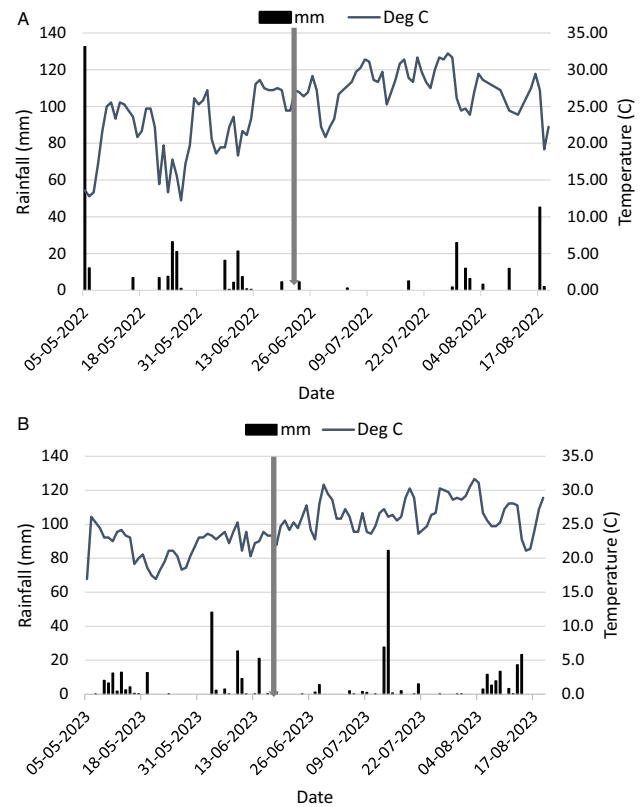 A
mm Deg C
140 35.00
120 30.00
100 25.00
80 20.00
60 15.00
40 10.00
20 5.00
0 0.00
Rainfall (mm)
Temperature (C)
05-05-2022 18-05-2022 31-05-2022 13-06-2022 26-06-2022 09-07-2022 22-07-2022 04-08-2022 17-08-2022
Date
B
mm Deg C
140 35.0
120 30.0
100 25.0
80 20.0
60 15.0
40 10.0
20 5.0
0 0.0
Rainfall (mm)
Temperature (C)
05-05-2023 18-05-2023 31-05-2023 13-06-2023 26-06-2023 09-07-2023 22-07-2023 04-08-2023 17-08-2023
Date